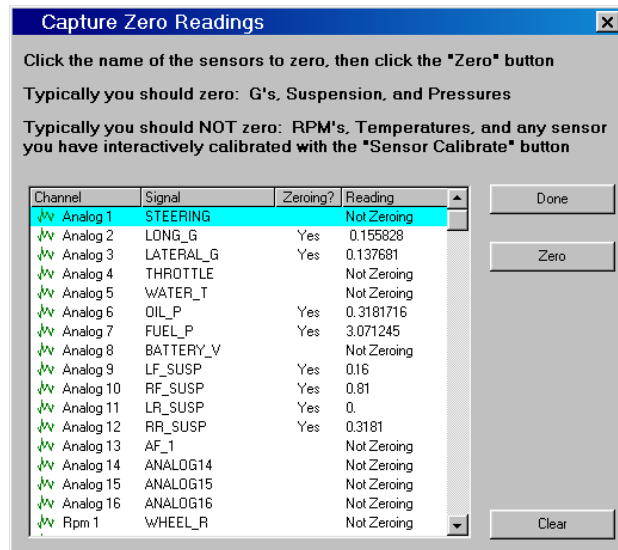 Capture Zero Readings
Click the name of the sensors to zero, then click the "Zero" button
Typically you should zero: G's, Suspension, and Pressures
Typically you should NOT zero: RPM's, Temperatures, and any sensor
you have interactively calibrated with the "Sensor Calibrate" button
Channel Signal Zeroing? Reading
Analog 1 STEERING Not Zeroing
Analog 2 LONG_G Yes 0.155828
Analog 3 LATERAL_G Yes 0.137681
Analog 4 THROTTLE Not Zeroing
Analog 5 WATER_T Not Zeroing
Analog 6 OIL_P Yes 0.3181716
Analog 7 FUEL_P Yes 3.071245
Analog 8 BATTERY_V Not Zeroing
Analog 9 LF_SUSP Yes 0.16
Analog 10 RF_SUSP Yes 0.81
Analog 11 LR_SUSP Yes 0.
Analog 12 RR_SUSP Yes 0.3181
Analog 13 AF_1 Not Zeroing
Analog 14 ANALOG14 Not Zeroing
Analog 15 ANALOG15 Not Zeroing
Analog 16 ANALOG16 Not Zeroing
Rpm 1 WHEEL_R Not Zeroing
Done
Zero
Clear